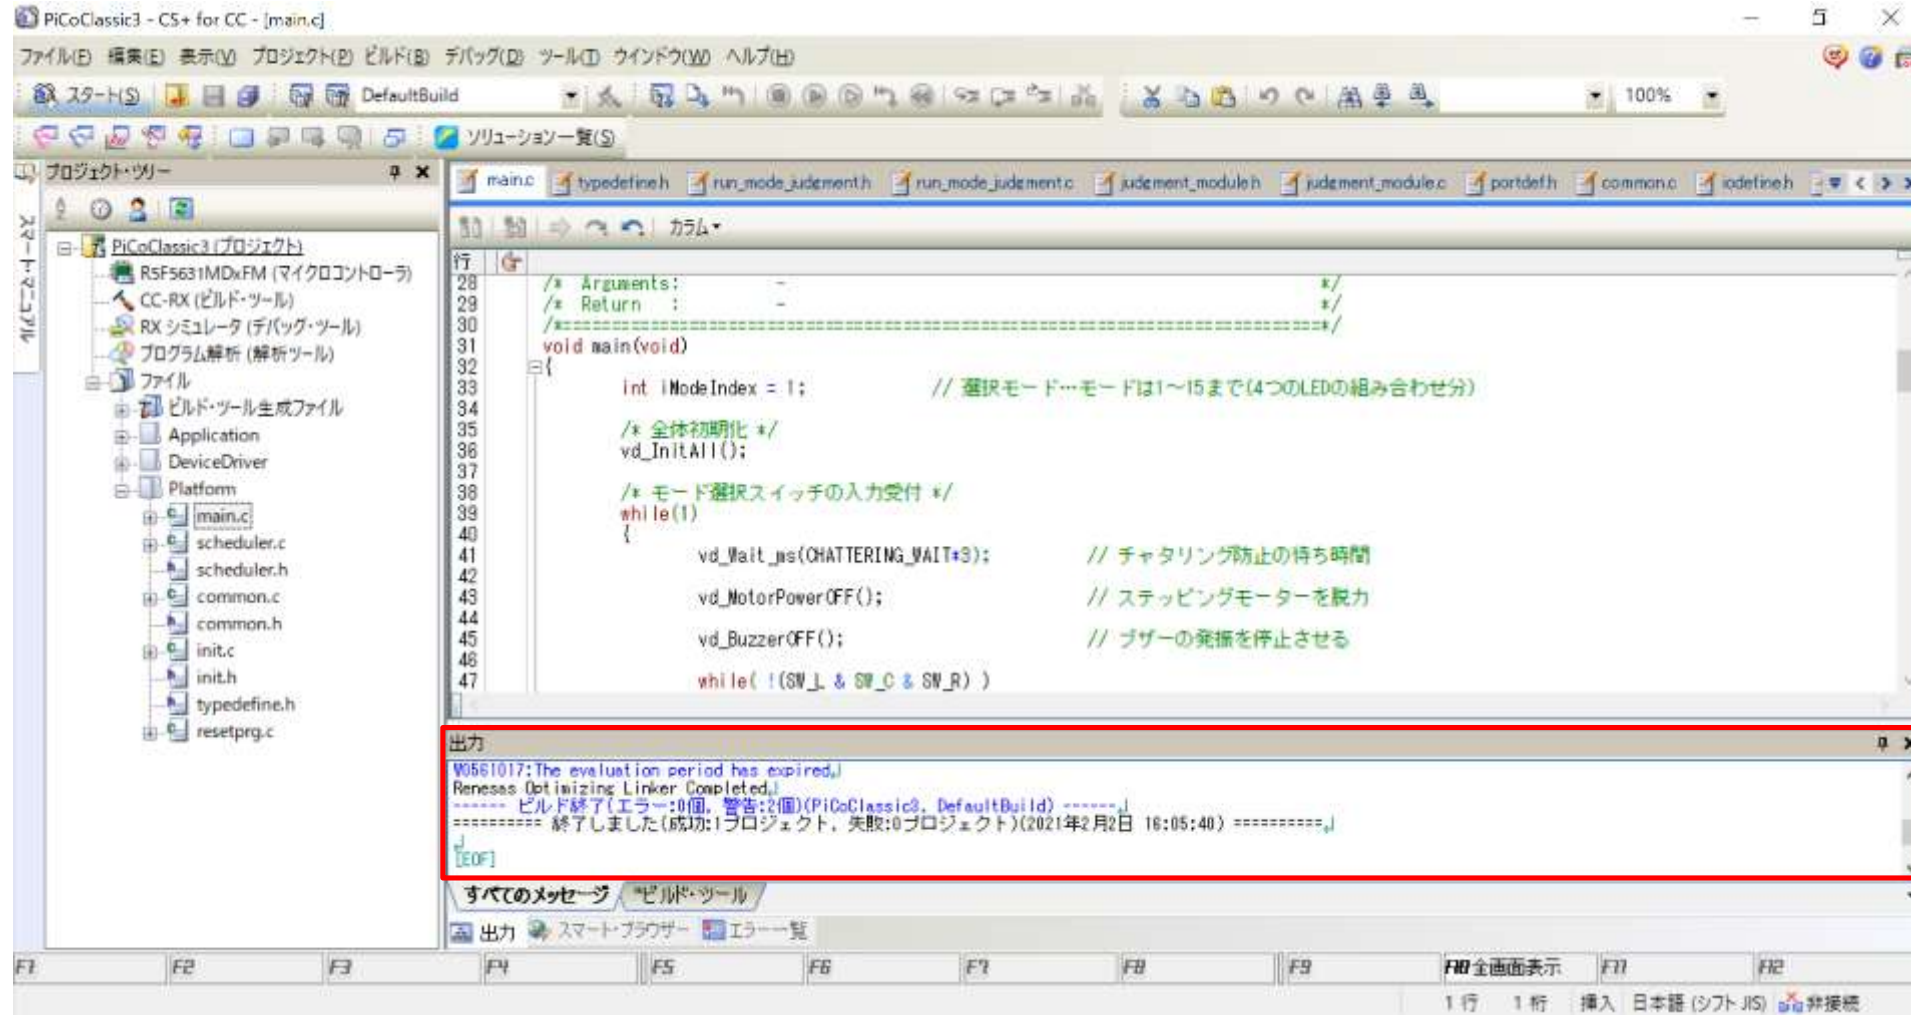 PiCoClassic3 - CS+ for CC - [main.c]
ファイル(F) 編集(E) 表示(V) プロジェクト(P) ビルド(B) デバッグ(D) ツール(T) ウインドウ(W) ヘルプ(H)
スタート(S) DefaultBuild 100%
ソリューション一覧(S)
プロジェクト・ツリー
スマート・マニュアル
PiCoClassic3 (プロジェクト)
R5F5631MDxFM (マイクロコントローラ)
CC-RX (ビルド・ツール)
RX シミュレータ (デバッグ・ツール)
プログラム解析 (解析ツール)
ファイル
ビルド・ツール生成ファイル
Application
DeviceDriver
Platform
main.c
scheduler.c
scheduler.h
common.c
common.h
init.c
init.h
typedefine.h
resetprg.c
main.c typedefine.h run_mode_judement.h run_mode_judement.c judement_module.h judement_module.c portdef.h common.c iodefine.h
カラム
行
28 /* Arguments: - */
29 /* Return : - */
30 /*==============================================================================*/
31 void main(void)
32 {
33 int iModeIndex = 1; // 選択モード…モードは1～15まで(4つのLEDの組み合わせ分)
34
35 /* 全体初期化 */
36 vd_InitAll();
37
38 /* モード選択スイッチの入力受付 */
39 while(1)
40 {
41 vd_Wait_ms(CHATTERING_WAIT*3); // チャタリング防止の待ち時間
42
43 vd_MotorPowerOFF(); // ステッピングモーターを脱力
44
45 vd_BuzzerOFF(); // ブザーの発振を停止させる
46
47 while( !(SW_L & SW_C & SW_R) )
出力
W0561017:The evaluation period has expired.
Renesas Optimizing Linker Completed.
------ ビルド終了(エラー:0個, 警告:2個)(PiCoClassic3, DefaultBuild) ------
========== 終了しました(成功:1プロジェクト, 失敗:0プロジェクト)(2021年2月2日 16:05:40) ==========
[EOF]
すべてのメッセージ *ビルド・ツール
出力 スマート・ブラウザー エラー一覧
F1 F2 F3 F4 F5 F6 F7 F8 F9 F10 全画面表示 F11 F12
1 行 1 桁 挿入 日本語 (シフト JIS) 非接続